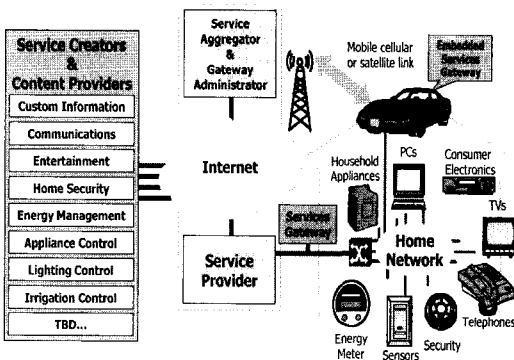 Service Creators
&
Content Providers
Custom Information
Communications
Entertainment
Home Security
Energy Management
Appliance Control
Lighting Control
Irrigation Control
TBD...
Service
Aggregator
&
Gateway
Administrator
Internet
Service
Provider
Services
Gateway
Mobile cellular
or satellite link
Embedded
Services
Gateway
Household
Appliances
PCs
Consumer
Electronics
TVs
Home
Network
Telephones
Security
Sensors
Energy
Meter